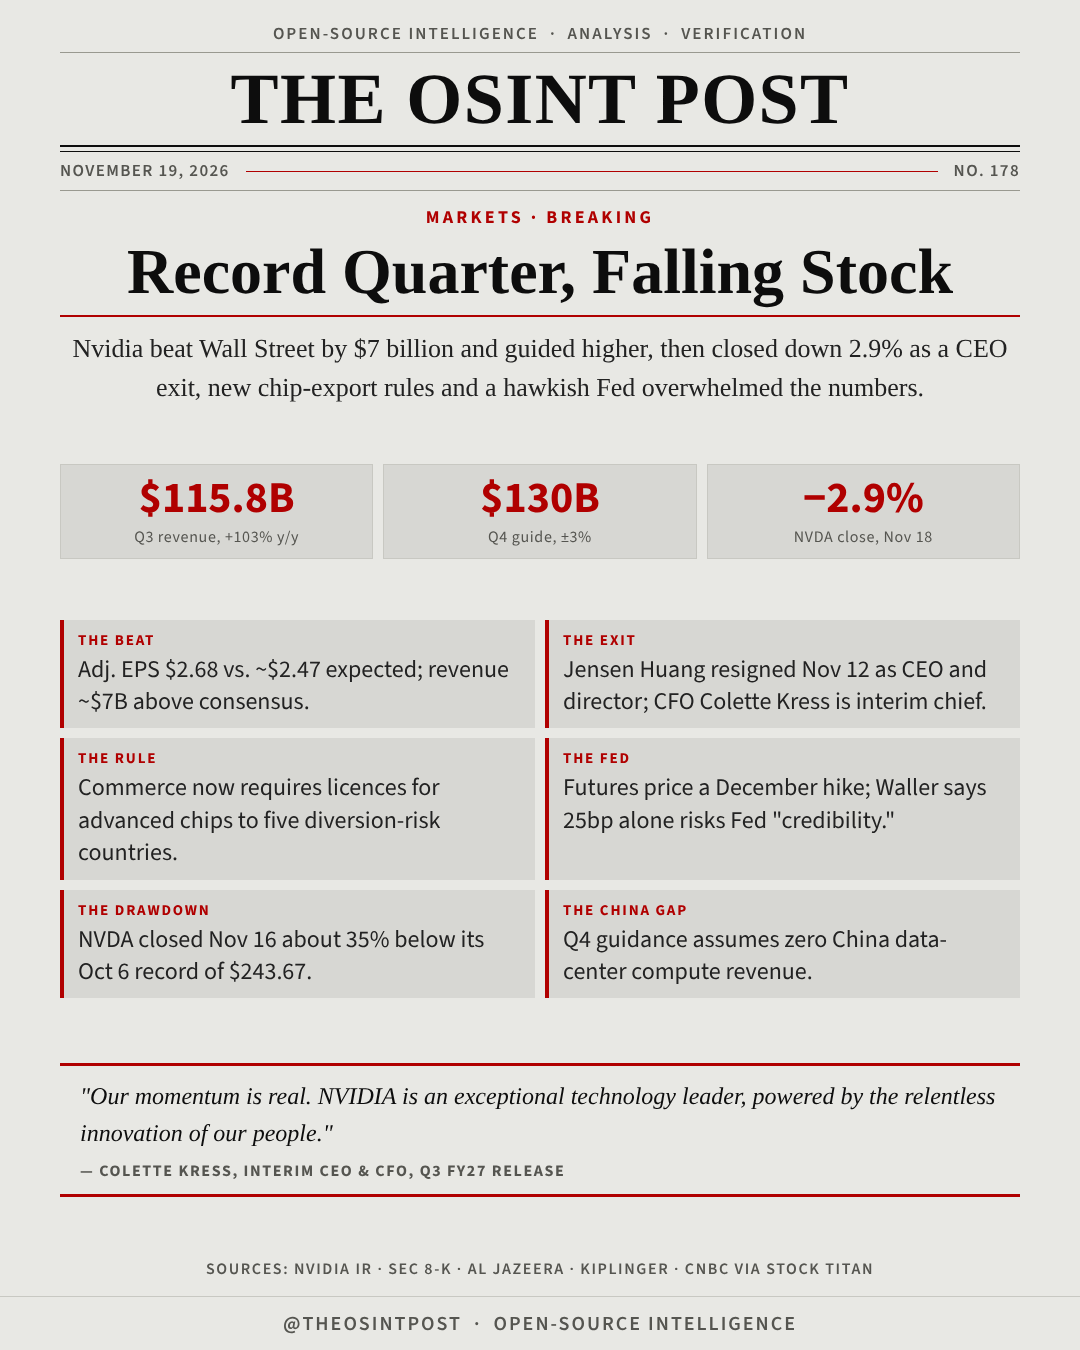 OPEN-SOURCE INTELLIGENCE · ANALYSIS · VERIFICATION
THE OSINT POST
NOVEMBER 19, 2026
NO. 178
MARKETS · BREAKING
Record Quarter, Falling Stock
Nvidia beat Wall Street by $7 billion and guided higher, then closed down 2.9% as a CEO
exit, new chip-export rules and a hawkish Fed overwhelmed the numbers.
$115.8B
Q3 revenue, +103% y/y
$130B
Q4 guide, ±3%
−2.9%
NVDA close, Nov 18
THE BEAT
Adj. EPS $2.68 vs. ~$2.47 expected; revenue
~$7B above consensus.
THE EXIT
Jensen Huang resigned Nov 12 as CEO and
director; CFO Colette Kress is interim chief.
THE RULE
Commerce now requires licences for
advanced chips to five diversion-risk
countries.
THE FED
Futures price a December hike; Waller says
25bp alone risks Fed "credibility."
THE DRAWDOWN
NVDA closed Nov 16 about 35% below its
Oct 6 record of $243.67.
THE CHINA GAP
Q4 guidance assumes zero China data-
center compute revenue.
"Our momentum is real. NVIDIA is an exceptional technology leader, powered by the relentless
innovation of our people."
— COLETTE KRESS, INTERIM CEO & CFO, Q3 FY27 RELEASE
SOURCES: NVIDIA IR · SEC 8-K · AL JAZEERA · KIPLINGER · CNBC VIA STOCK TITAN
@THEOSINTPOST · OPEN-SOURCE INTELLIGENCE